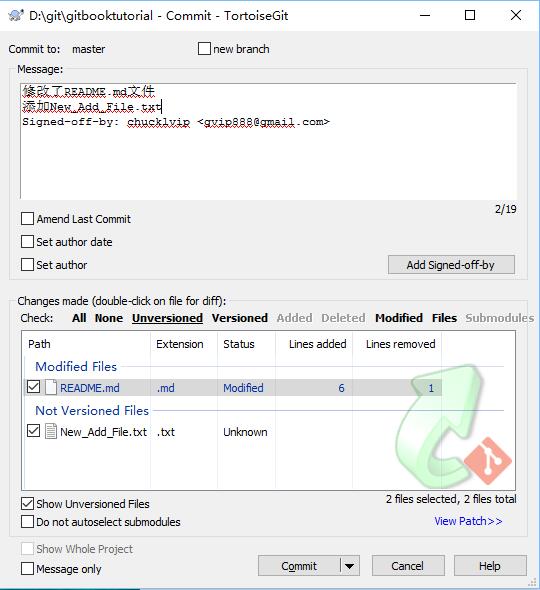 D:\git\gitbooktutorial - Commit - TortoiseGit
Commit to: master new branch
Message:
修改了README.md文件
添加New_Add_File.txt
Signed-off-by: chucklvip <gvip888@gmail.com>
2/19
Amend Last Commit
Set author date
Set author Add Signed-off-by
Changes made (double-click on file for diff):
Check: All None Unversioned Versioned Added Deleted Modified Files Submodules
Path Extension Status Lines added Lines removed
Modified Files
README.md .md Modified 6 1
Not Versioned Files
New_Add_File.txt .txt Unknown
Show Unversioned Files 2 files selected, 2 files total
Do not autoselect submodules View Patch>>
Show Whole Project
Message only Commit Cancel Help